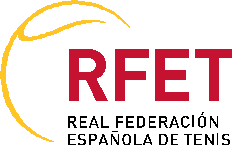 RFET
REAL FEDERACIÓN
ESPAÑOLA DE TENIS